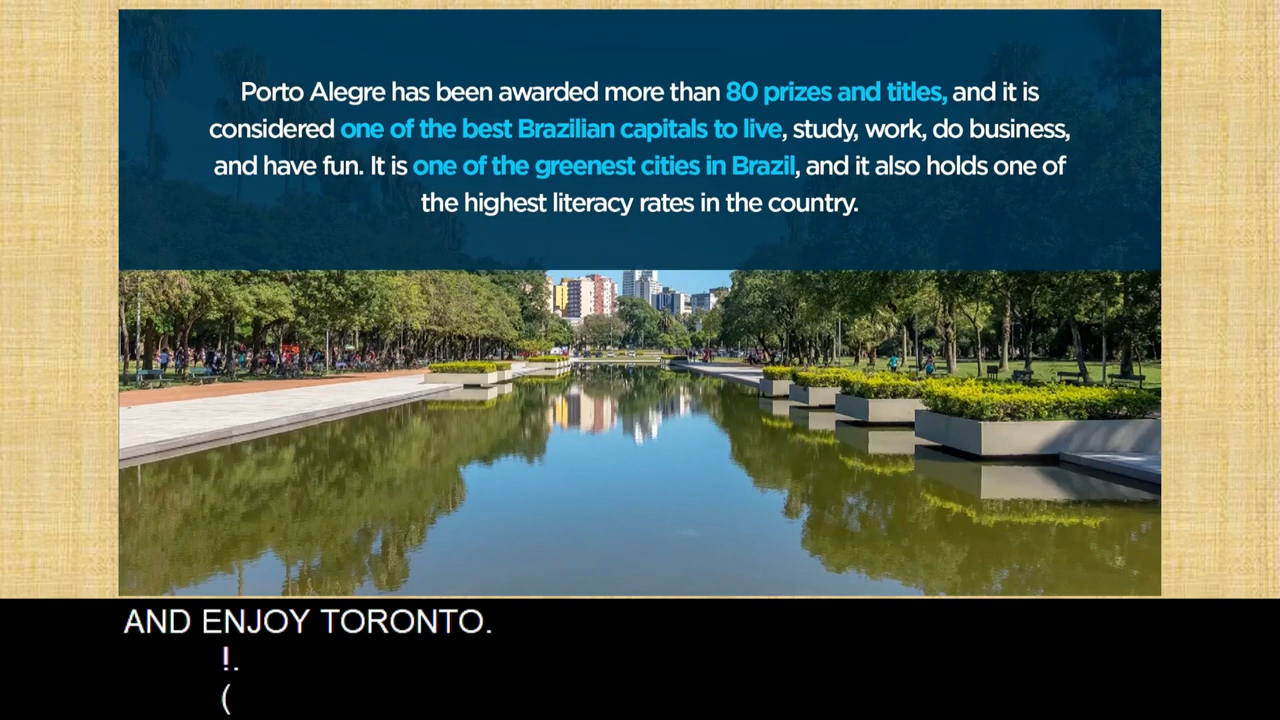 Porto Alegre has been awarded more than 80 prizes and titles, and it is
considered one of the best Brazilian capitals to live, study, work, do business,
and have fun. It is one of the greenest cities in Brazil, and it also holds one of
the highest literacy rates in the country.
AND ENJOY TORONTO.
!.
(